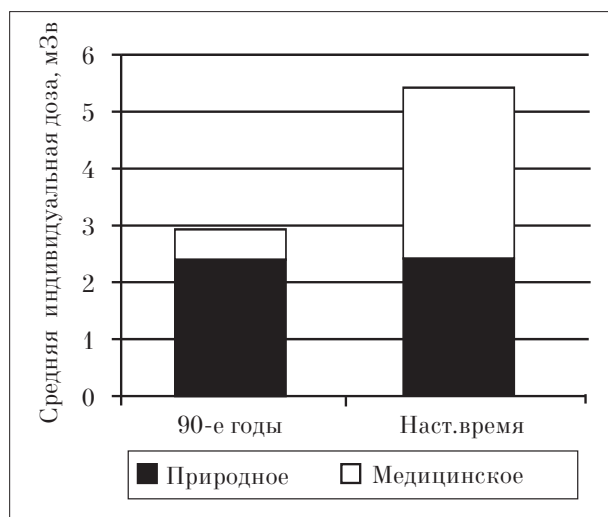 Средняя индивидуальная доза, мЗв
6
5
4
3
2
1
0
90-е годы
Наст.время
Природное
Медицинское